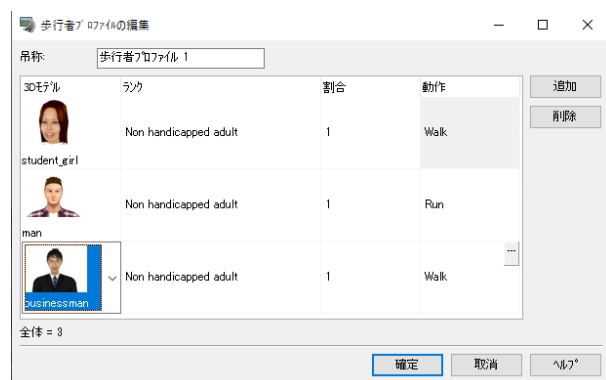 歩行者プロファイルの編集
呼称:
歩行者プロファイル 1
3Dモデル ランク 割合 動作
student_girl Non handicapped adult 1 Walk
man Non handicapped adult 1 Run
businessman Non handicapped adult 1 Walk
...
全体 = 3
追加
削除
確定 取消 ヘルプ